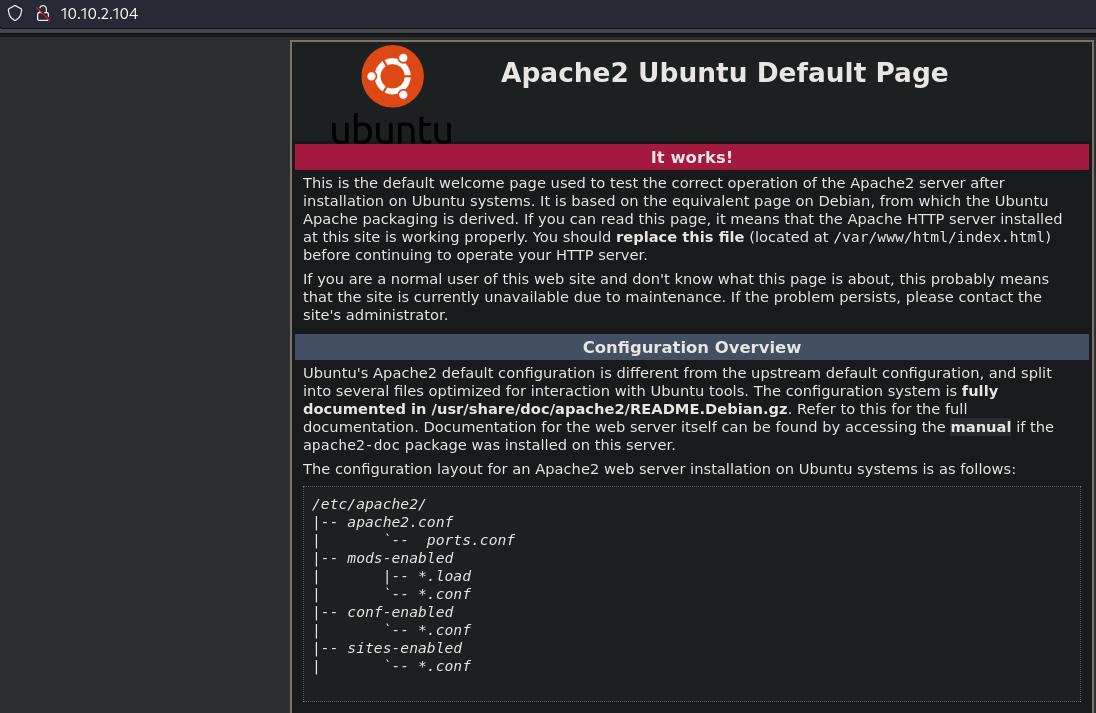 10.10.2.104
Apache2 Ubuntu Default Page
ubuntu
It works!
This is the default welcome page used to test the correct operation of the Apache2 server after
installation on Ubuntu systems. It is based on the equivalent page on Debian, from which the Ubuntu
Apache packaging is derived. If you can read this page, it means that the Apache HTTP server installed
at this site is working properly. You should replace this file (located at /var/www/html/index.html)
before continuing to operate your HTTP server.
If you are a normal user of this web site and don't know what this page is about, this probably means
that the site is currently unavailable due to maintenance. If the problem persists, please contact the
site's administrator.
Configuration Overview
Ubuntu's Apache2 default configuration is different from the upstream default configuration, and split
into several files optimized for interaction with Ubuntu tools. The configuration system is fully
documented in /usr/share/doc/apache2/README.Debian.gz. Refer to this for the full
documentation. Documentation for the web server itself can be found by accessing the manual if the
apache2-doc package was installed on this server.
The configuration layout for an Apache2 web server installation on Ubuntu systems is as follows:
/etc/apache2/
|-- apache2.conf
|       `--  ports.conf
|-- mods-enabled
|       |-- *.load
|       `-- *.conf
|-- conf-enabled
|       `-- *.conf
|-- sites-enabled
|       `-- *.conf